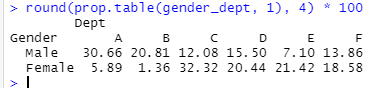 > round(prop.table(gender_dept, 1), 4) * 100
Dept
Gender A B C D E F
Male 30.66 20.81 12.08 15.50 7.10 13.86
Female 5.89 1.36 32.32 20.44 21.42 18.58
>